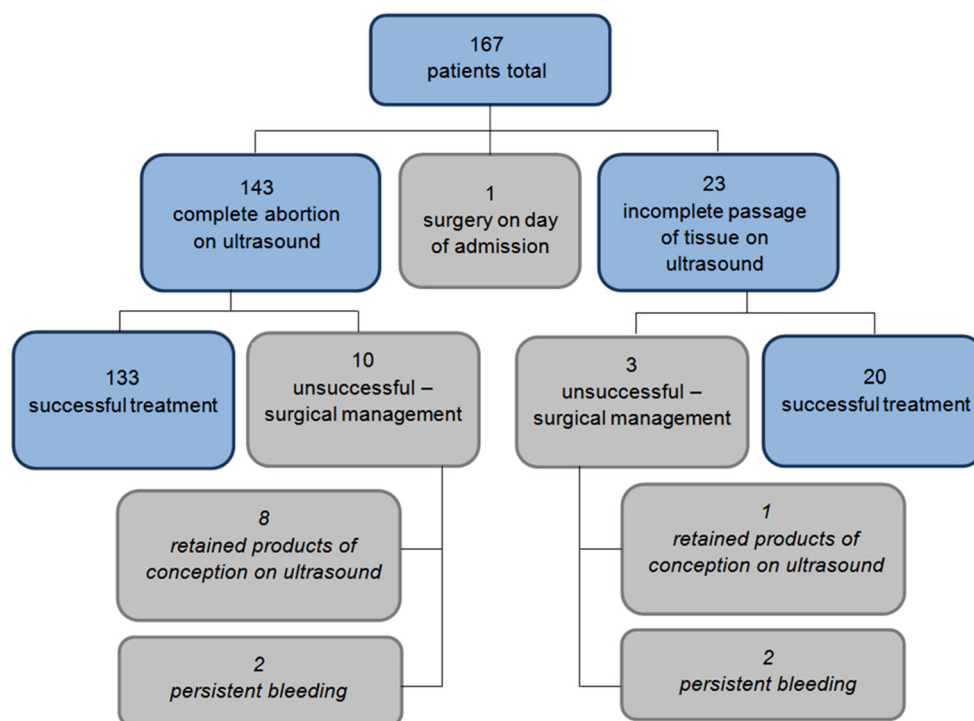 167
patients total
143
complete abortion
on ultrasound
1
surgery on day
of admission
23
incomplete passage
of tissue on
ultrasound
133
successful treatment
10
unsuccessful –
surgical management
3
unsuccessful –
surgical management
20
successful treatment
8
retained products of
conception on ultrasound
1
retained products of
conception on ultrasound
2
persistent bleeding
2
persistent bleeding